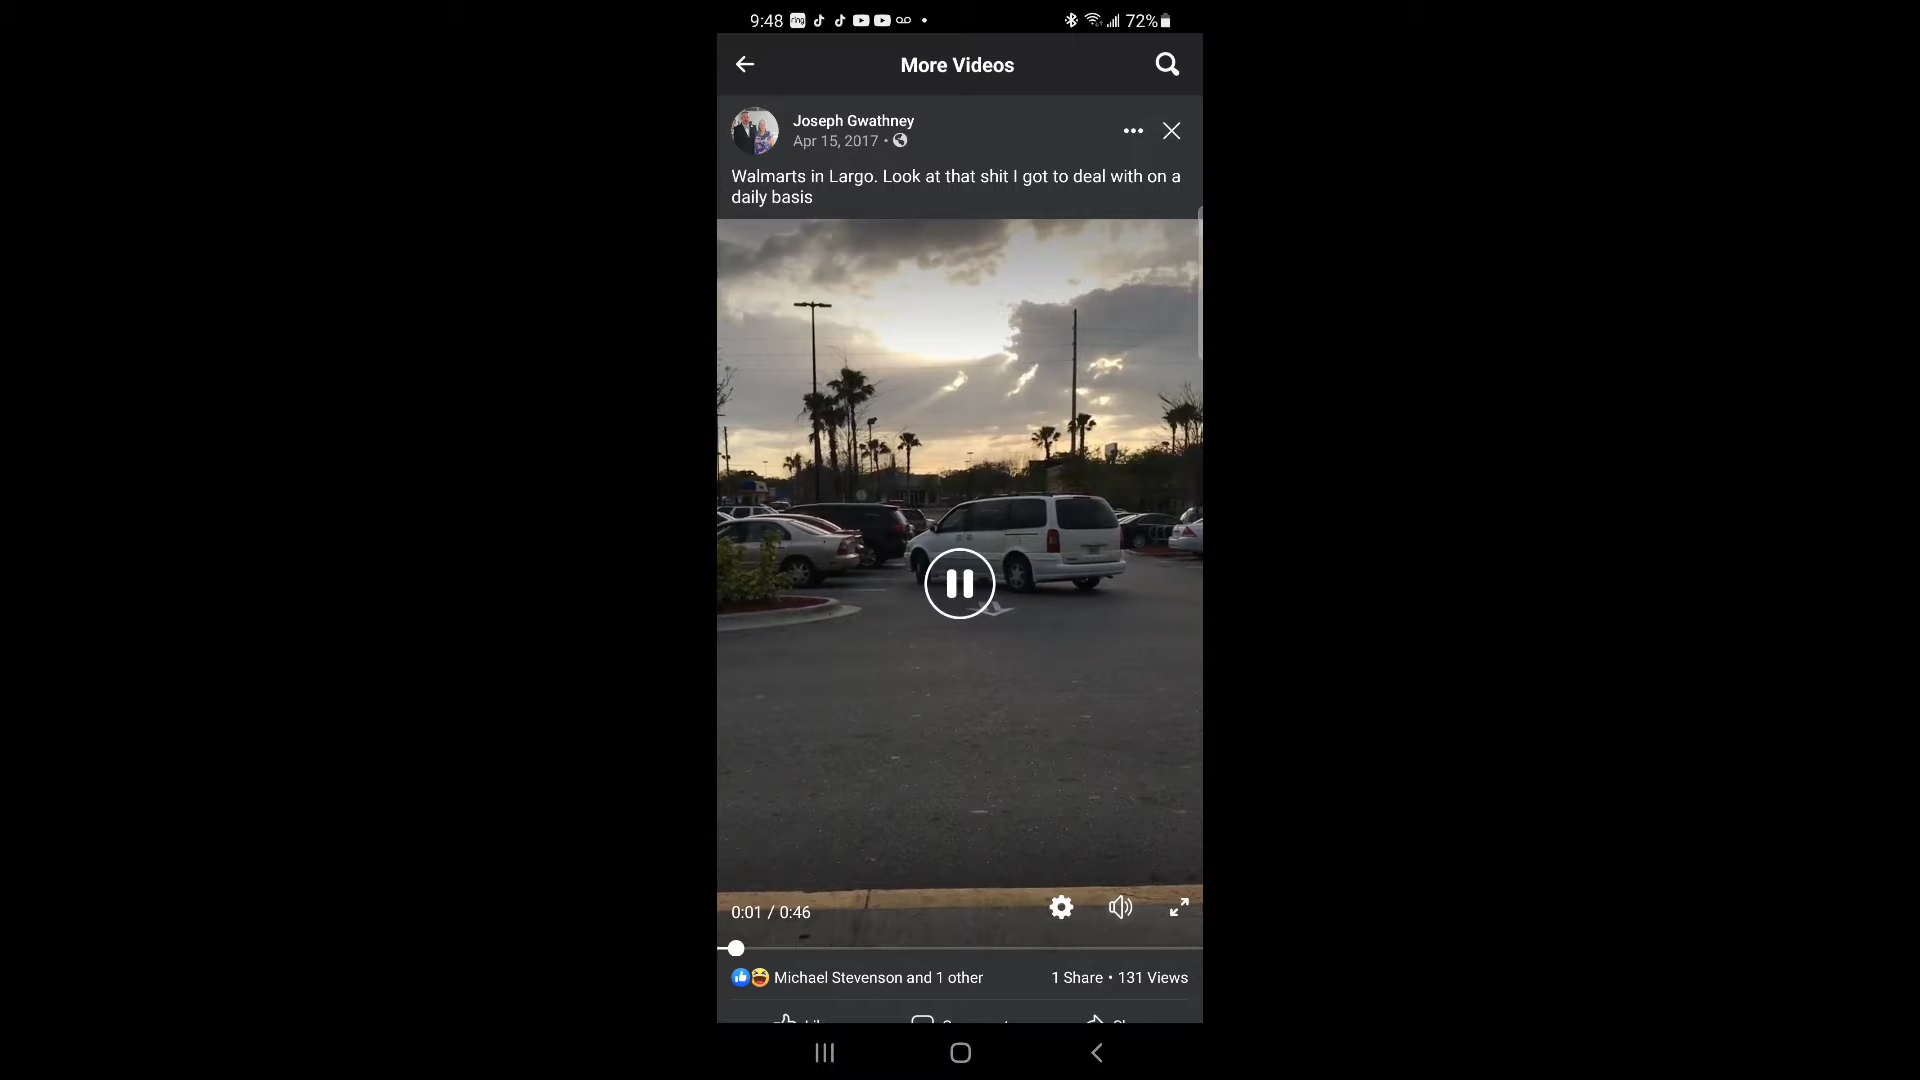 9:48 ring 72%
More Videos
Joseph Gwathney
Apr 15, 2017 •
Walmarts in Largo. Look at that shit I got to deal with on a
daily basis
0:01 / 0:46
Michael Stevenson and 1 other 1 Share • 131 Views